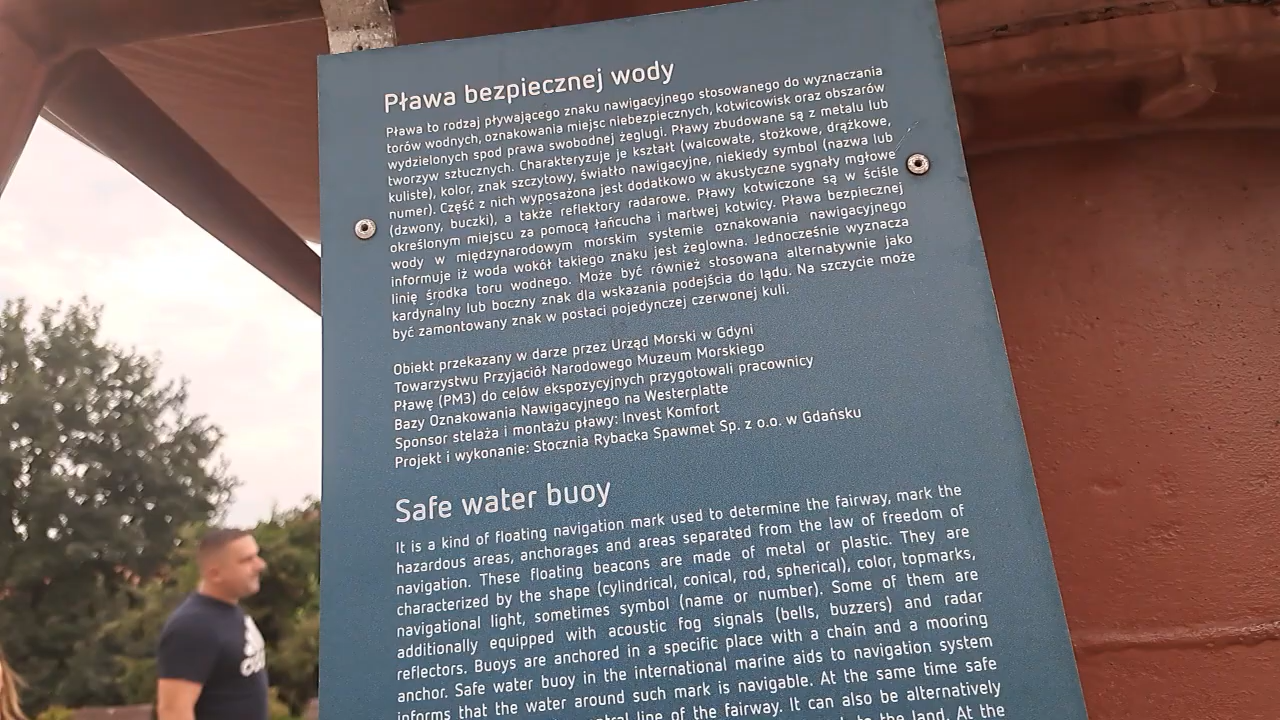 Pława bezpiecznej wody
Pława to rodzaj pływającego znaku nawigacyjnego stosowanego do wyznaczania
torów wodnych, oznakowania miejsc niebezpiecznych, kotwicowisk oraz obszarów
wydzielonych spod prawa swobodnej żeglugi. Pławy zbudowane są z metalu lub
tworzyw sztucznych. Charakteryzuje je kształt (walcowate, stożkowe, drążkowe,
kuliste), kolor, znak szczytowy, światło nawigacyjne, niekiedy symbol (nazwa lub
numer). Część z nich wyposażona jest dodatkowo w akustyczne sygnały mgłowe
(dzwony, buczki), a także reflektory radarowe. Pławy kotwiczone są w ściśle
określonym miejscu za pomocą łańcucha i martwej kotwicy. Pława bezpiecznej
wody w międzynarodowym morskim systemie oznakowania nawigacyjnego
informuje iż woda wokół takiego znaku jest żeglowna. Jednocześnie wyznacza
linię środka toru wodnego. Może być również stosowana alternatywnie jako
kardynalny lub boczny znak dla wskazania podejścia do lądu. Na szczycie może
być zamontowany znak w postaci pojedynczej czerwonej kuli.
Obiekt przekazany w darze przez Urząd Morski w Gdyni
Towarzystwu Przyjaciół Narodowego Muzeum Morskiego
Pławę (PM3) do celów ekspozycyjnych przygotowali pracownicy
Bazy Oznakowania Nawigacyjnego na Westerplatte
Sponsor stelaża i montażu pławy: Invest Komfort
Projekt i wykonanie: Stocznia Rybacka Spawmet Sp. z o.o. w Gdańsku
Safe water buoy
It is a kind of floating navigation mark used to determine the fairway, mark the
hazardous areas, anchorages and areas separated from the law of freedom of
navigation. These floating beacons are made of metal or plastic. They are
characterized by the shape (cylindrical, conical, rod, spherical), color, topmarks,
navigational light, sometimes symbol (name or number). Some of them are
additionally equipped with acoustic fog signals (bells, buzzers) and radar
reflectors. Buoys are anchored in a specific place with a chain and a mooring
anchor. Safe water buoy in the international marine aids to navigation system
informs that the water around such mark is navigable. At the same time safe
line of the fairway. It can also be alternatively
to the land. At the